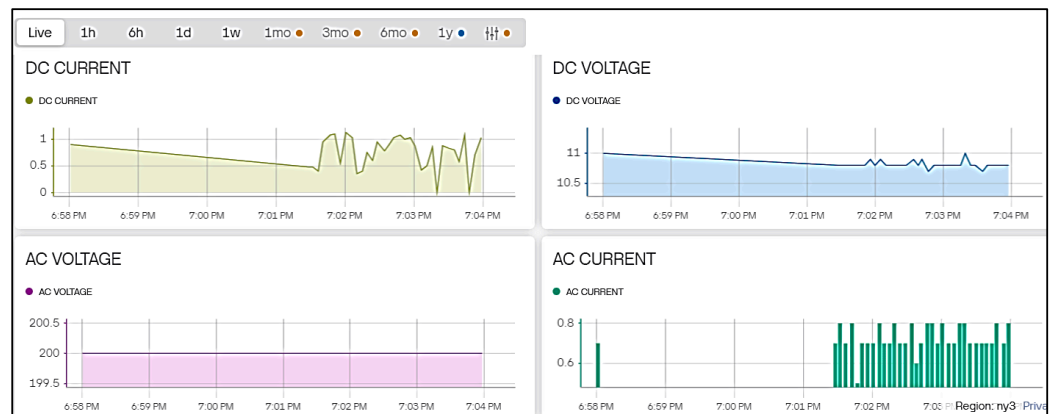 Live 1h 6h 1d 1w 1mo 3mo 6mo 1y
DC CURRENT
DC CURRENT
1
0.5
0
6:58 PM 6:59 PM 7:00 PM 7:01 PM 7:02 PM 7:03 PM 7:04 PM
DC VOLTAGE
DC VOLTAGE
11
10.5
6:58 PM 6:59 PM 7:00 PM 7:01 PM 7:02 PM 7:03 PM 7:04 PM
AC VOLTAGE
AC VOLTAGE
200.5
200
199.5
6:58 PM 6:59 PM 7:00 PM 7:01 PM 7:02 PM 7:03 PM 7:04 PM
AC CURRENT
AC CURRENT
0.8
0.6
6:58 PM 6:59 PM 7:00 PM 7:01 PM 7:02 PM
Region: ny3 Priva